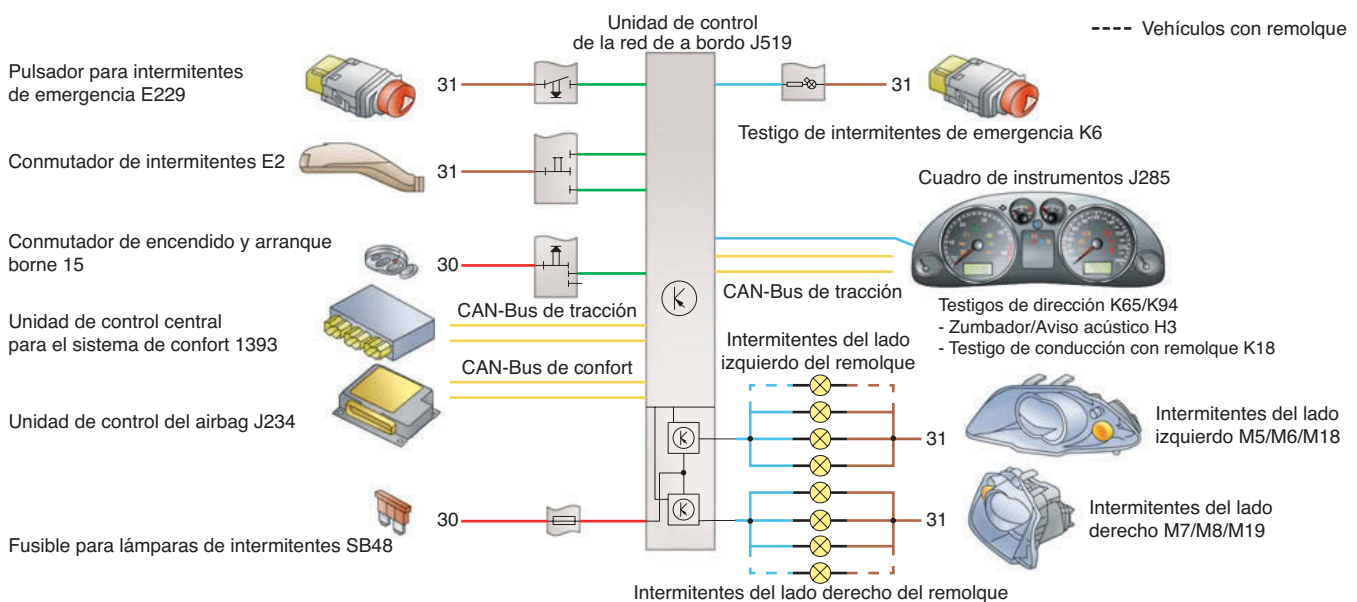 Unidad de control
de la red de a bordo J519
Vehículos con remolque
Pulsador para intermitentes
de emergencia E229
31
31
Testigo de intermitentes de emergencia K6
Conmutador de intermitentes E2
31
Cuadro de instrumentos J285
Conmutador de encendido y arranque
borne 15
30
CAN-Bus de tracción
Testigos de dirección K65/K94
- Zumbador/Aviso acústico H3
- Testigo de conducción con remolque K18
Unidad de control central
para el sistema de confort 1393
CAN-Bus de tracción
CAN-Bus de confort
Unidad de control del airbag J234
Intermitentes del lado
izquierdo del remolque
31
Intermitentes del lado
izquierdo M5/M6/M18
30
Fusible para lámparas de intermitentes SB48
31
Intermitentes del lado
derecho M7/M8/M19
Intermitentes del lado derecho del remolque